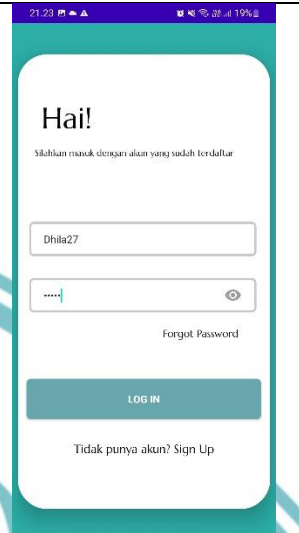 21.23 19%
Hai!
Silahkan masuk dengan akun yang sudah terdaftar
Dhila27
•••••
Forgot Password
LOG IN
Tidak punya akun? Sign Up